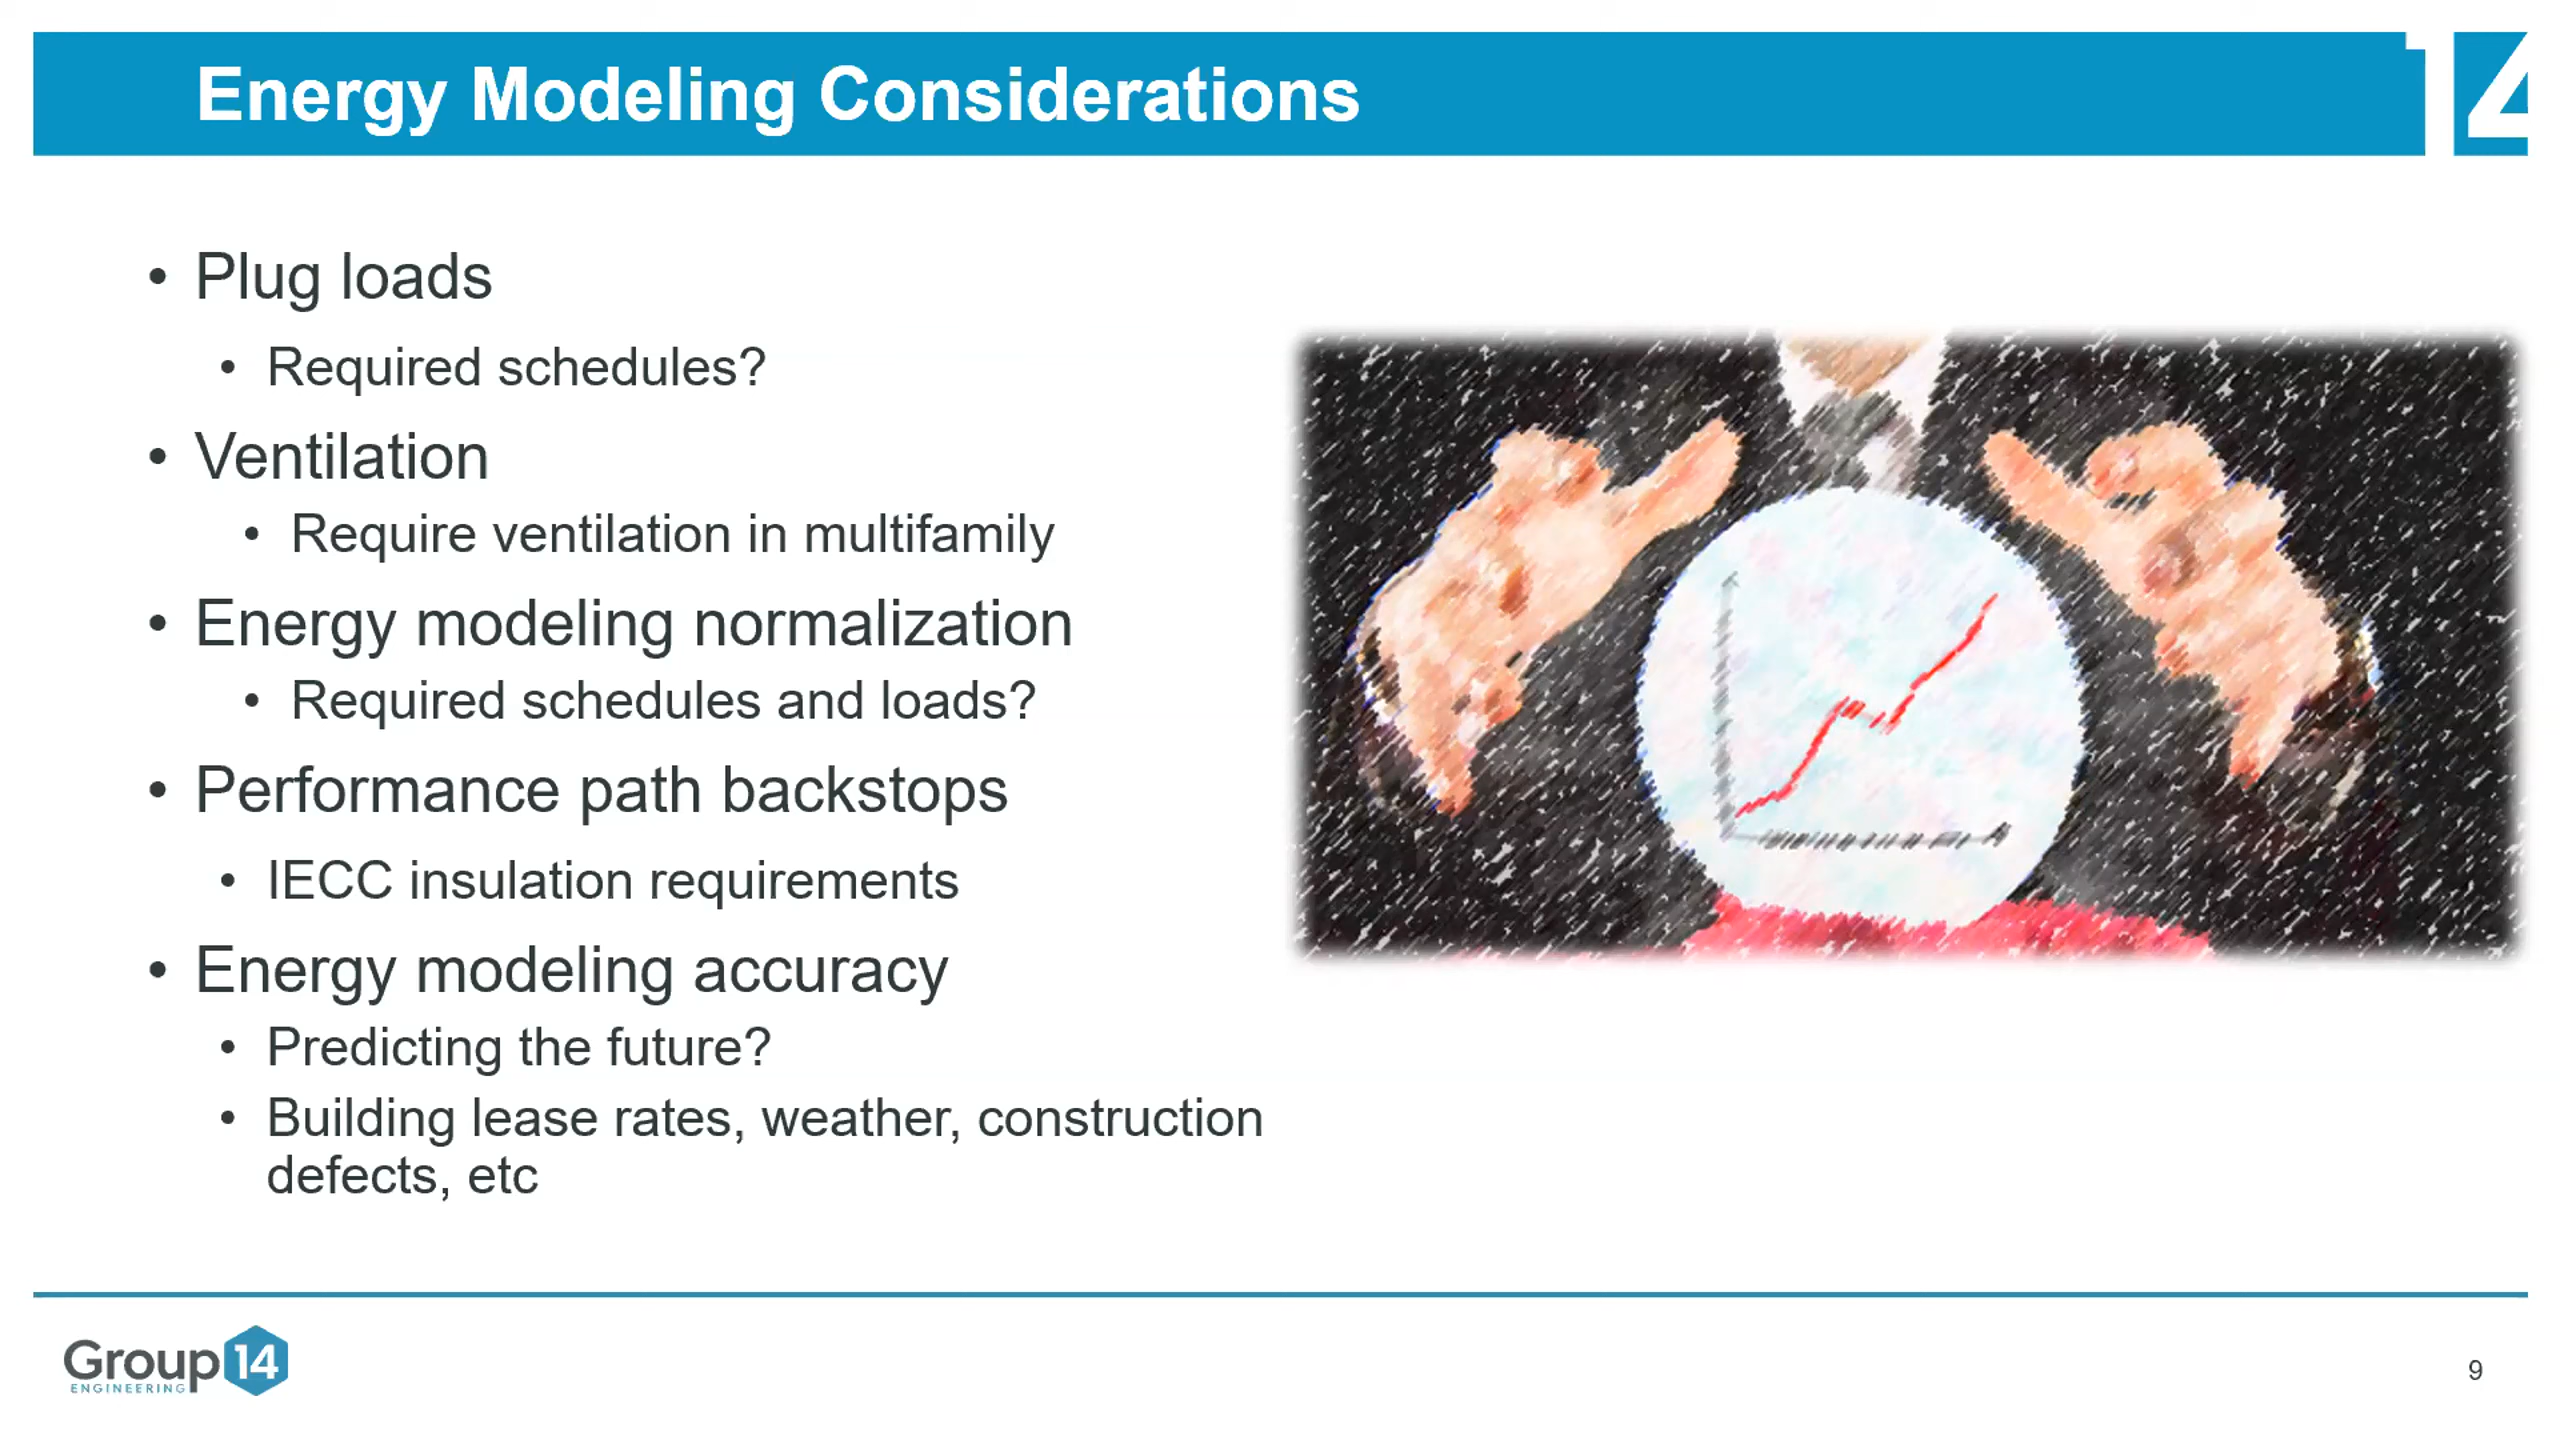 Energy Modeling Considerations
14
• Plug loads
• Required schedules?
• Ventilation
• Require ventilation in multifamily
• Energy modeling normalization
• Required schedules and loads?
• Performance path backstops
• IECC insulation requirements
• Energy modeling accuracy
• Predicting the future?
• Building lease rates, weather, construction
defects, etc
Group14
ENGINEERING
9